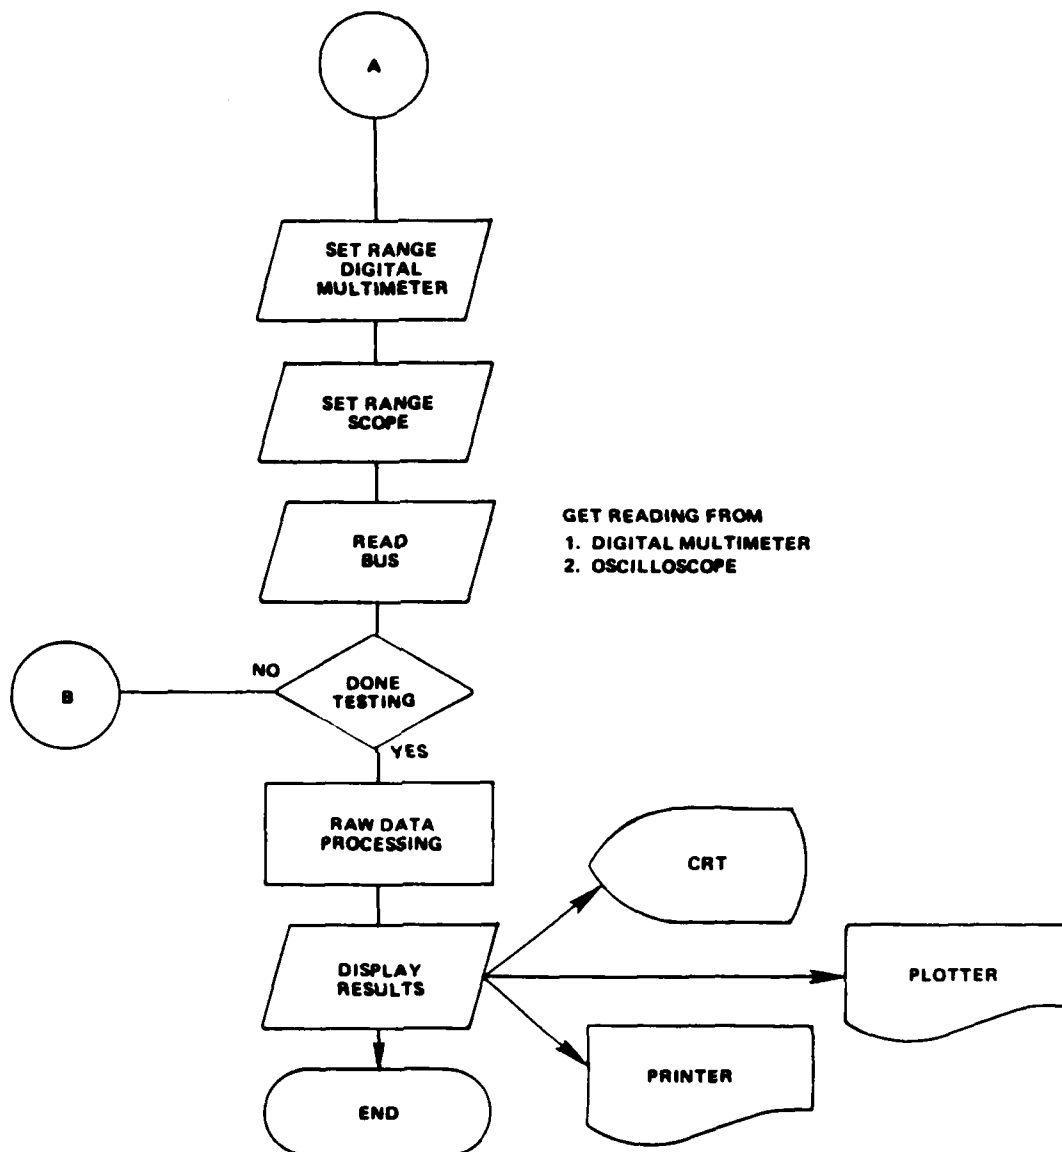 A
SET RANGE
DIGITAL
MULTIMETER
SET RANGE
SCOPE
READ
BUS
GET READING FROM
1. DIGITAL MULTIMETER
2. OSCILLOSCOPE
NO
B
DONE
TESTING
YES
RAW DATA
PROCESSING
CRT
DISPLAY
RESULTS
PLOTTER
PRINTER
END